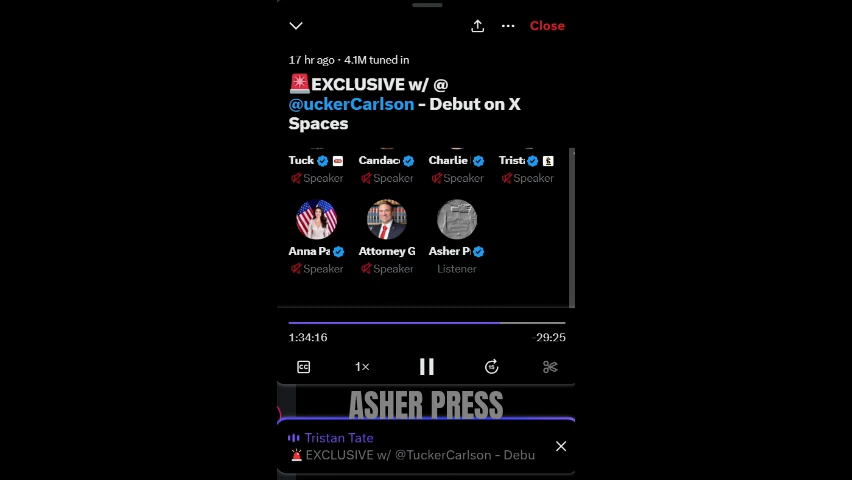 Close
17 hr ago · 4.1M tuned in
🚨EXCLUSIVE w/ @
@uckerCarlson - Debut on X
Spaces
Tuck Candac Charlie Trista
Speaker Speaker Speaker Speaker
Anna Pa Attorney G Asher P
Speaker Speaker Listener
1:34:16 -29:25
CC 1× 15
ASHER PRESS
Tristan Tate
🚨EXCLUSIVE w/ @TuckerCarlson - Debu